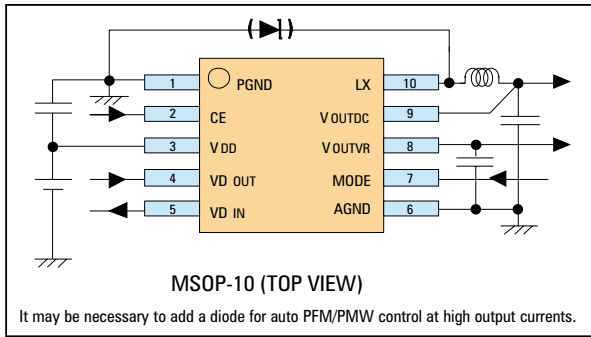 1 PGND LX 10
2 CE VOUTDC 9
3 VDD VOUTVR 8
4 VD OUT MODE 7
5 VD IN AGND 6
MSOP-10 (TOP VIEW)
It may be necessary to add a diode for auto PFM/PMW control at high output currents.